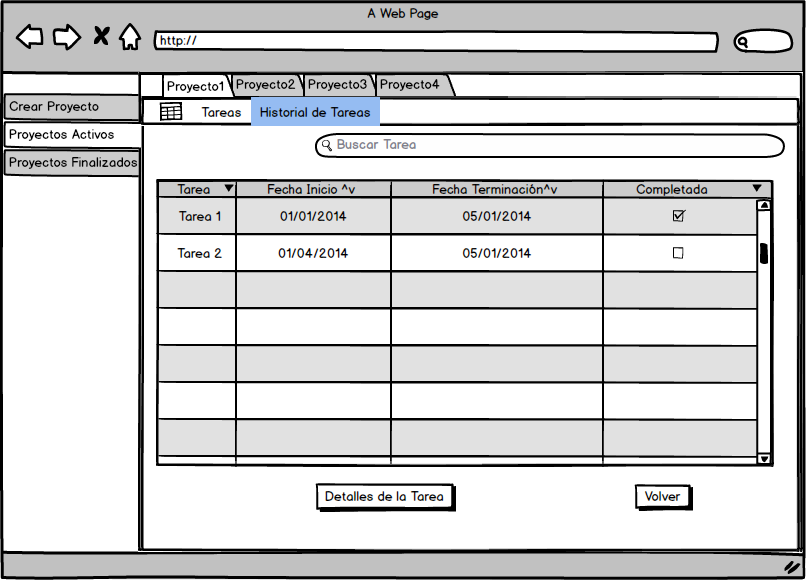 A Web Page
http://
Proyecto1 Proyecto2 Proyecto3 Proyecto4
Crear Proyecto
Proyectos Activos
Proyectos Finalizados
Tareas Historial de Tareas
Buscar Tarea
Tarea Fecha Inicio ^v Fecha Terminación^v Completada
Tarea 1 01/01/2014 05/01/2014
Tarea 2 01/04/2014 05/01/2014
Detalles de la Tarea Volver